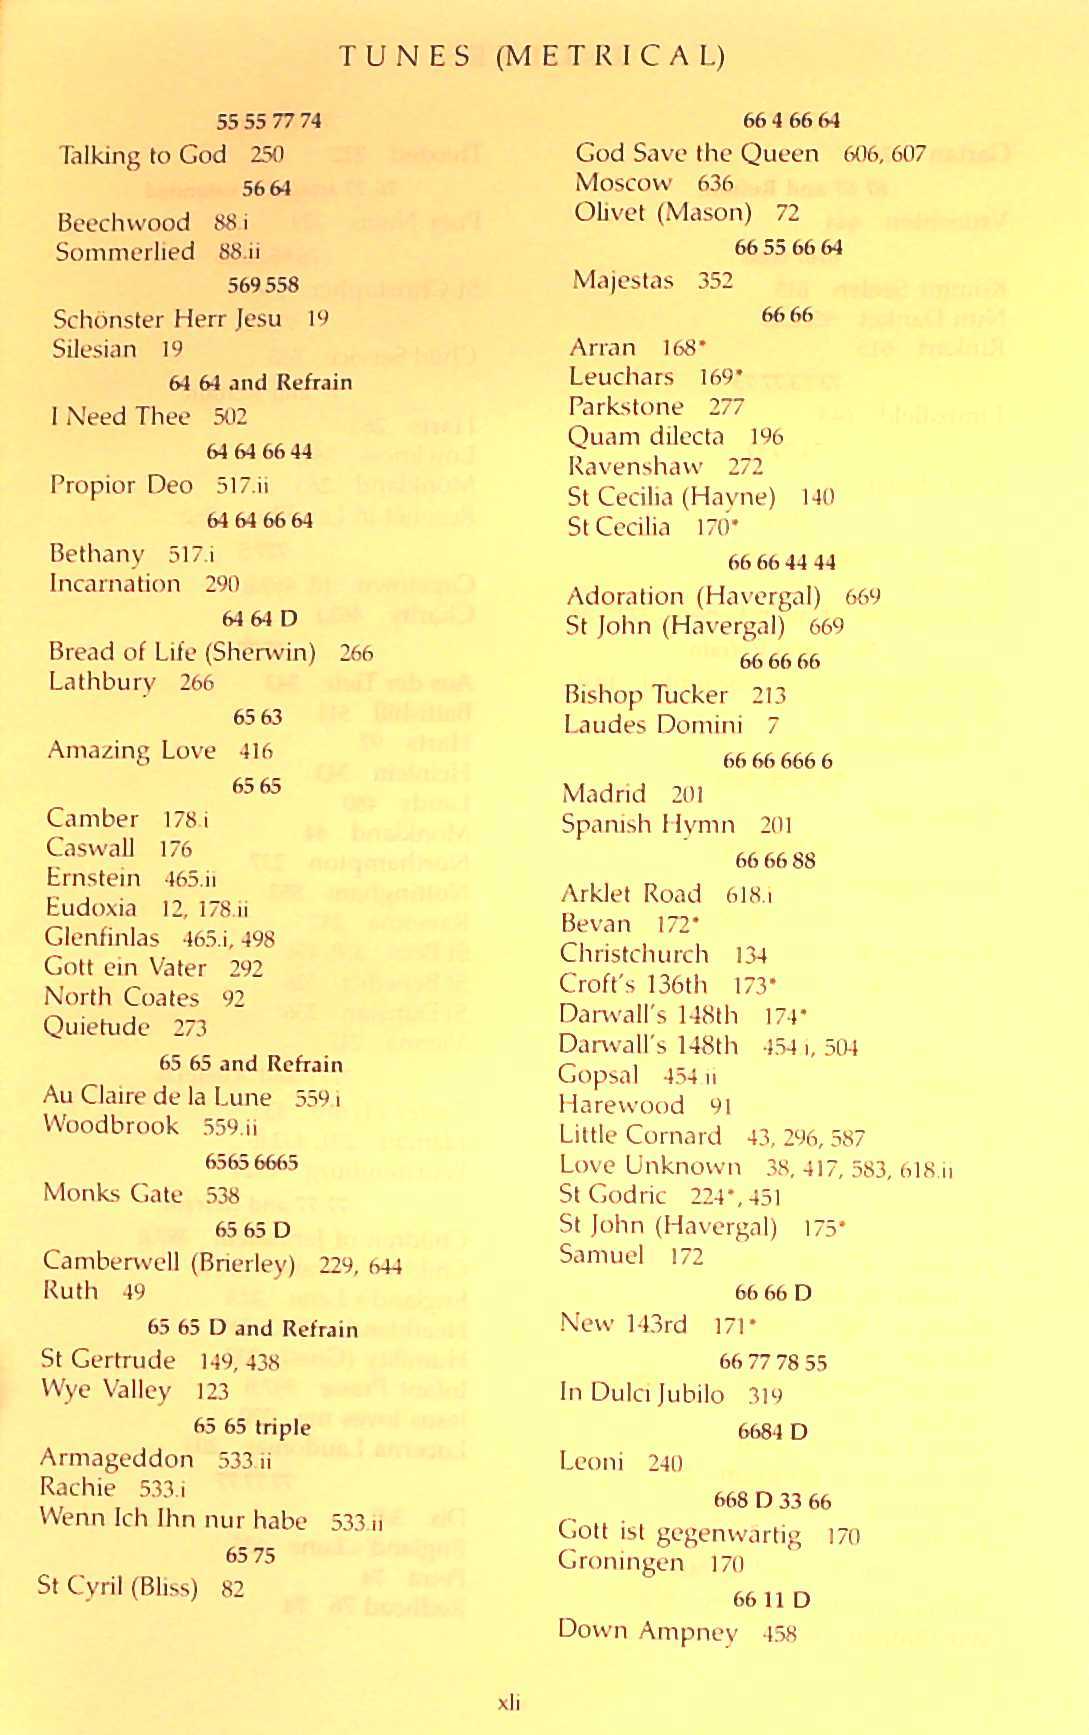 TUNES (METRICAL)
55 55 77 74
Talking to God 250
56 64
Beechwood 88.i
Sommerlied 88.ii
569 558
Schönster Herr Jesu 19
Silesian 19
64 64 and Refrain
I Need Thee 502
64 64 66 44
Propior Deo 517.ii
64 64 66 64
Bethany 517.i
Incarnation 290
64 64 D
Bread of Life (Sherwin) 266
Lathbury 266
65 63
Amazing Love 416
65 65
Camber 178.i
Caswall 176
Ernstein 465.ii
Eudoxia 12, 178.ii
Glenfinlas 465.i, 498
Gott ein Vater 292
North Coates 92
Quietude 273
65 65 and Refrain
Au Claire de la Lune 559.i
Woodbrook 559.ii
6565 6665
Monks Gate 538
65 65 D
Camberwell (Brierley) 229, 644
Ruth 49
65 65 D and Refrain
St Gertrude 149, 438
Wye Valley 123
65 65 triple
Armageddon 533.ii
Rachie 533.i
Wenn Ich Ihn nur habe 533.ii
65 75
St Cyril (Bliss) 82
66 4 66 64
God Save the Queen 606, 607
Moscow 636
Olivet (Mason) 72
66 55 66 64
Majestas 352
66 66
Arran 168*
Leuchars 169*
Parkstone 277
Quam dilecta 196
Ravenshaw 272
St Cecilia (Hayne) 140
St Cecilia 170*
66 66 44 44
Adoration (Havergal) 669
St John (Havergal) 669
66 66 66
Bishop Tucker 213
Laudes Domini 7
66 66 666 6
Madrid 201
Spanish Hymn 201
66 66 88
Arklet Road 618.i
Bevan 172*
Christchurch 134
Croft's 136th 173*
Darwall's 148th 174*
Darwall's 148th 454.i, 504
Gopsal 454.ii
Harewood 91
Little Cornard 43, 296, 587
Love Unknown 38, 417, 583, 618.ii
St Godric 224*, 451
St John (Havergal) 175*
Samuel 172
66 66 D
New 143rd 171*
66 77 78 55
In Dulci Jubilo 319
6684 D
Leoni 240
668 D 33 66
Gott ist gegenwärtig 170
Groningen 170
66 11 D
Down Ampney 458
xli